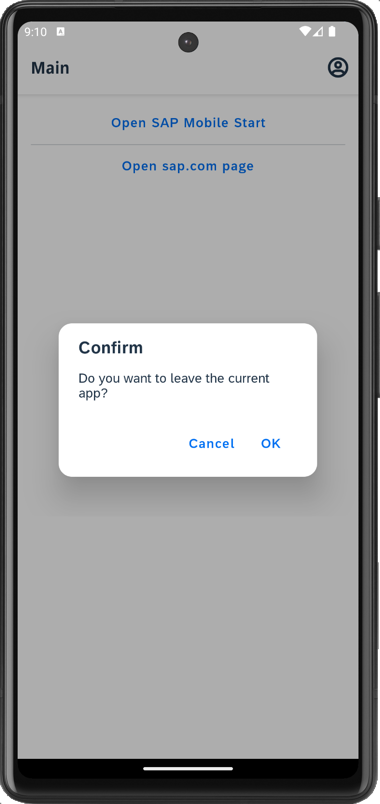 9:10
Main
Open SAP Mobile Start
Open sap.com page
Confirm
Do you want to leave the current
app?
Cancel OK